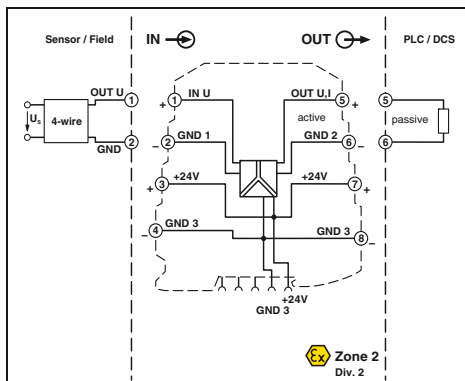 Sensor / Field
IN
OUT
PLC / DCS
OUT U
1
+
1
IN U
OUT U,I
5
+
5
Us
4-wire
active
passive
GND
2
–
2
GND 1
GND 2
6
–
6
+
3
+24V
+24V
7
+
–
4
GND 3
GND 3
8
–
+24V
GND 3
Ex
Zone 2
Div. 2